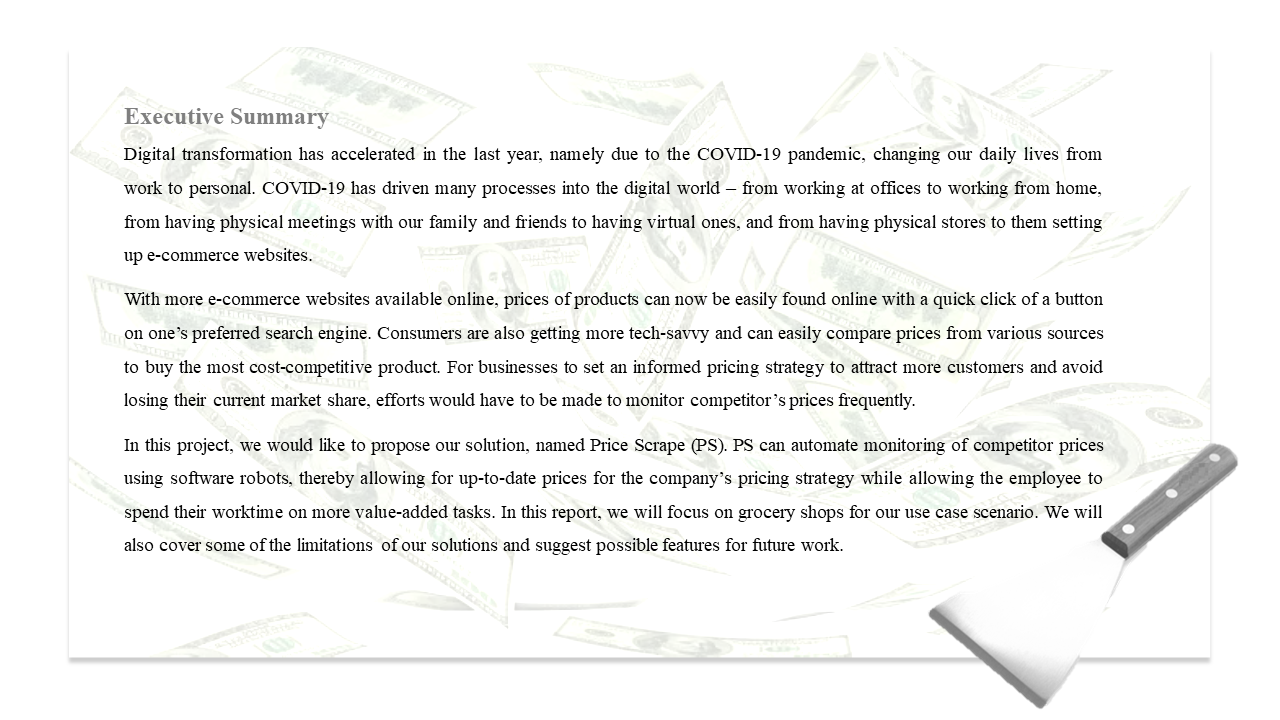 Executive Summary
Digital transformation has accelerated in the last year, namely due to the COVID-19 pandemic, changing our daily lives from
work to personal. COVID-19 has driven many processes into the digital world – from working at offices to working from home,
from having physical meetings with our family and friends to having virtual ones, and from having physical stores to them setting
up e-commerce websites.
With more e-commerce websites available online, prices of products can now be easily found online with a quick click of a button
on one’s preferred search engine. Consumers are also getting more tech-savvy and can easily compare prices from various sources
to buy the most cost-competitive product. For businesses to set an informed pricing strategy to attract more customers and avoid
losing their current market share, efforts would have to be made to monitor competitor’s prices frequently.
In this project, we would like to propose our solution, named Price Scrape (PS). PS can automate monitoring of competitor prices
using software robots, thereby allowing for up-to-date prices for the company’s pricing strategy while allowing the employee to
spend their worktime on more value-added tasks. In this report, we will focus on grocery shops for our use case scenario. We will
also cover some of the limitations of our solutions and suggest possible features for future work.